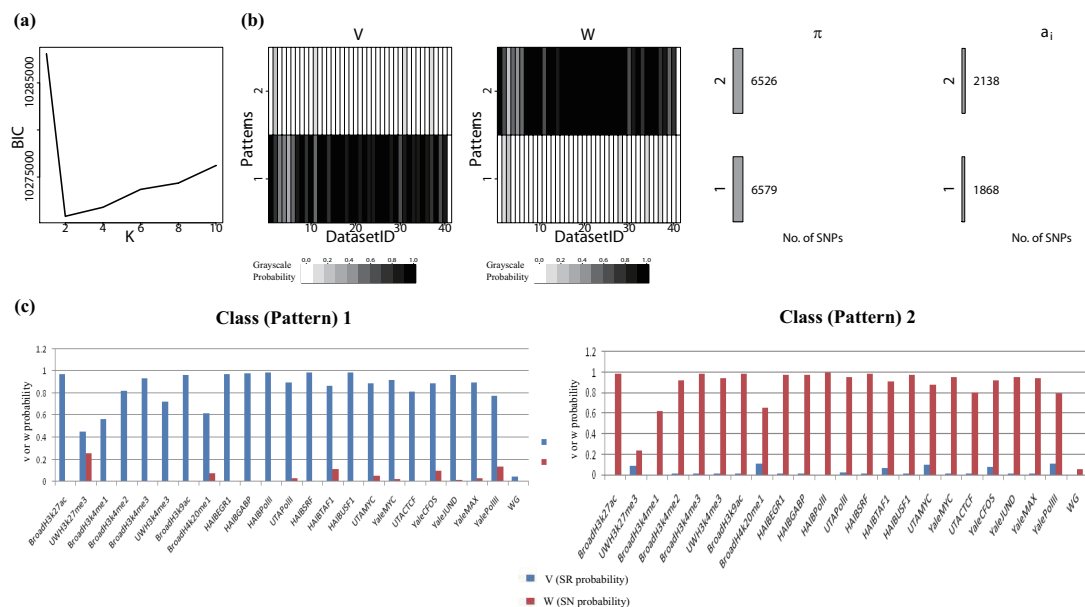 (a)
BIC
10285000
10275000
2 4 6 8 10
K
(b)
V
W
π
a_i
Patterns
2
1
10 20 30 40
DatasetID
Grayscale
Probability
0.0 0.2 0.4 0.6 0.8 1.0
Patterns
2
1
10 20 30 40
DatasetID
Grayscale
Probability
0.0 0.2 0.4 0.6 0.8 1.0
2 6526
1 6579
No. of SNPs
2 2138
1 1868
No. of SNPs
(c)
Class (Pattern) 1
v or w probability
1.2
1
0.8
0.6
0.4
0.2
0
BroadH3k27ac
UWH3k27me3
BroadH3k4me1
BroadH3k4me2
BroadH3k4me3
UWH3k4me3
BroadH3k9ac
BroadH4k20me1
HAIBEGR1
HAIBGABP
HAIBPolII
UTAPolII
HAIBSRF
HAIBTAF1
HAIBUSF1
UTAMYC
YaleMYC
UTACTCF
YaleCFOS
YaleJUND
YaleMAX
YalePolIII
WG
Class (Pattern) 2
v or w probability
1.2
1
0.8
0.6
0.4
0.2
0
BroadH3k27ac
UWH3k27me3
BroadH3k4me1
BroadH3k4me2
BroadH3k4me3
UWH3k4me3
BroadH3k9ac
BroadH4k20me1
HAIBEGR1
HAIBGABP
HAIBPolII
UTAPolII
HAIBSRF
HAIBTAF1
HAIBUSF1
UTAMYC
YaleMYC
UTACTCF
YaleCFOS
YaleJUND
YaleMAX
YalePolIII
WG
V (SR probability)
W (SN probability)